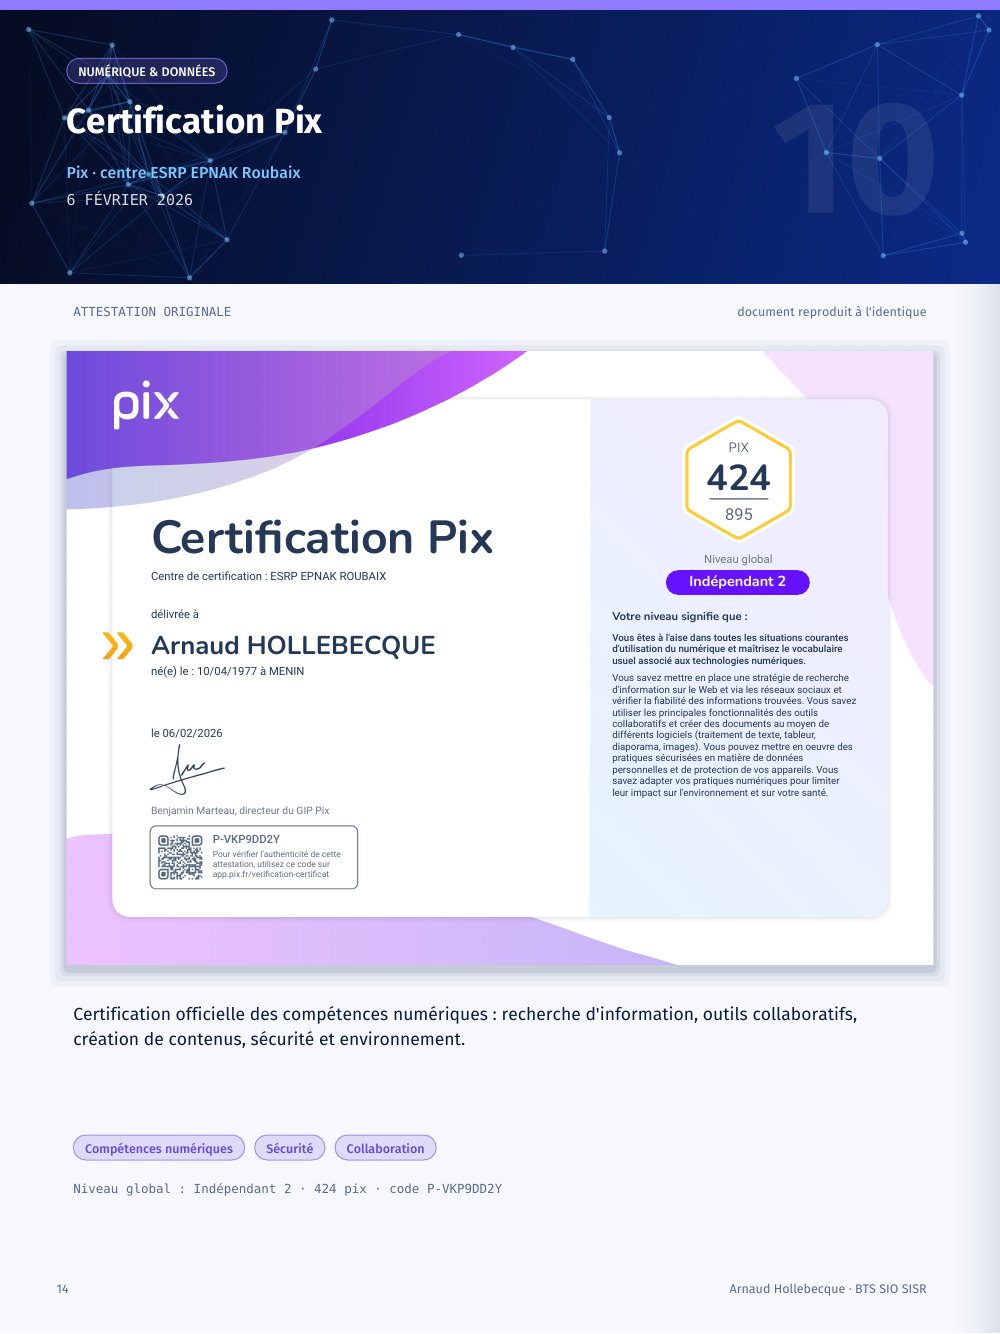 NUMÉRIQUE & DONNÉES
Certification Pix
10
Pix · centre ESRP EPNAK Roubaix
6 FÉVRIER 2026
ATTESTATION ORIGINALE
document reproduit à l'identique
pix
PIX
424
895
Niveau global
Indépendant 2
Certification Pix
Centre de certification : ESRP EPNAK ROUBAIX
délivrée à
Arnaud HOLLEBECQUE
né(e) le : 10/04/1977 à MENIN
le 06/02/2026
Benjamin Marteau, directeur du GIP Pix
P-VKP9DD2Y
Pour vérifier l'authenticité de cette
attestation, utilisez ce code sur
app.pix.fr/verification-certificat
Votre niveau signifie que :
Vous êtes à l'aise dans toutes les situations courantes
d'utilisation du numérique et maîtrisez le vocabulaire
usuel associé aux technologies numériques.
Vous savez mettre en place une stratégie de recherche
d'information sur le Web et via les réseaux sociaux et
vérifier la fiabilité des informations trouvées. Vous savez
utiliser les principales fonctionnalités des outils
collaboratifs et créer des documents au moyen de
différents logiciels (traitement de texte, tableur,
diaporama, images). Vous pouvez mettre en oeuvre des
pratiques sécurisées en matière de données
personnelles et de protection de vos appareils. Vous
savez adapter vos pratiques numériques pour limiter
leur impact sur l'environnement et sur votre santé.
Certification officielle des compétences numériques : recherche d'information, outils collaboratifs,
création de contenus, sécurité et environnement.
Compétences numériques
Sécurité
Collaboration
Niveau global : Indépendant 2 · 424 pix · code P-VKP9DD2Y
14
Arnaud Hollebecque · BTS SIO SISR